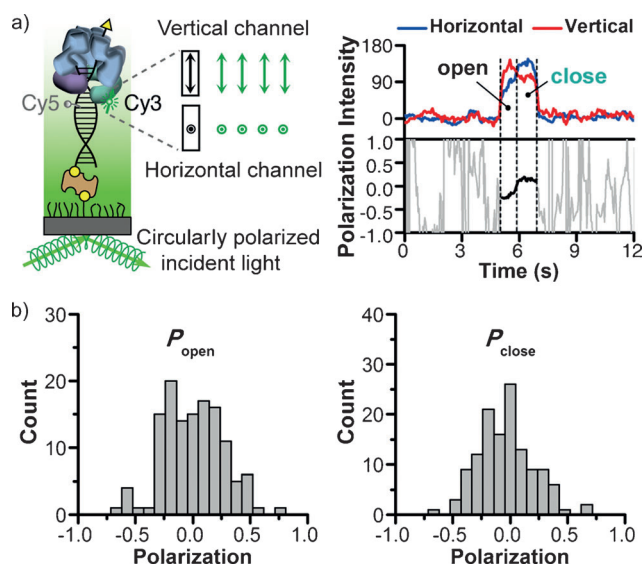 a)
Vertical channel
Cy5
Cy3
Horizontal channel
Circularly polarized
incident light
Horizontal
Vertical
Polarization Intensity
180
90
0
open
close
1.0
0.5
0.0
-0.5
-1.0
0
3
6
9
12
Time (s)
b)
Count
30
20
10
0
P open
-1.0
-0.5
0.0
0.5
1.0
Polarization
Count
40
30
20
10
0
P close
-1.0
-0.5
0.0
0.5
1.0
Polarization